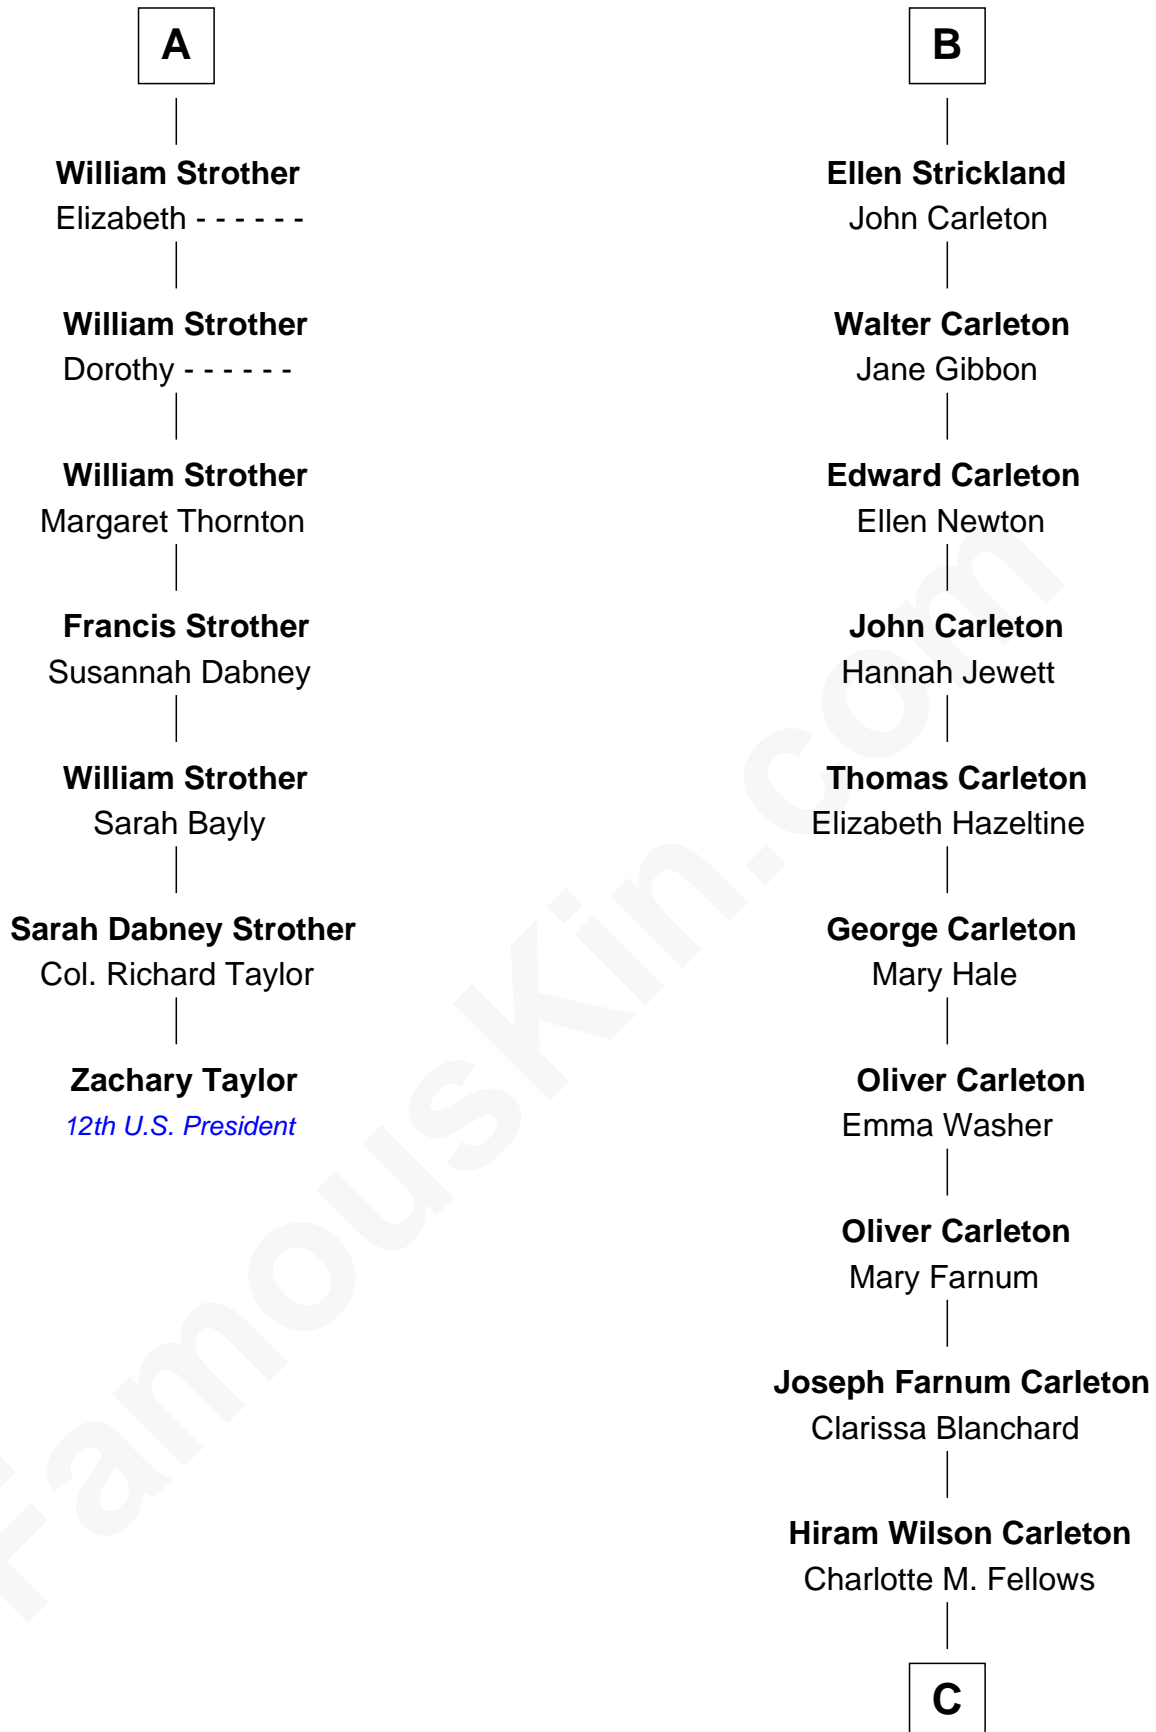 A
William Strother
Elizabeth - - - - - -
William Strother
Dorothy - - - - - -
William Strother
Margaret Thornton
Francis Strother
Susannah Dabney
William Strother
Sarah Bayly
Sarah Dabney Strother
Col. Richard Taylor
Zachary Taylor
12th U.S. President
B
Ellen Strickland
John Carleton
Walter Carleton
Jane Gibbon
Edward Carleton
Ellen Newton
John Carleton
Hannah Jewett
Thomas Carleton
Elizabeth Hazeltine
George Carleton
Mary Hale
Oliver Carleton
Emma Washer
Oliver Carleton
Mary Farnum
Joseph Farnum Carleton
Clarissa Blanchard
Hiram Wilson Carleton
Charlotte M. Fellows
C
FamousKin.com